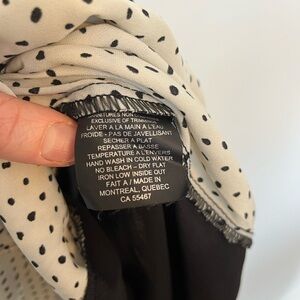 EXCLUSIVE OF TRIMMINGS
LAVER A LA MAIN A L'EAU
FROIDE - PAS DE JAVELLISANT
SECHER A PLAT
REPASSER A BASSE
TEMPERATURE A L'ENVERS
HAND WASH IN COLD WATER
NO BLEACH - DRY FLAT
IRON LOW INSIDE OUT
FAIT À / MADE IN
MONTREAL, QUEBEC
CA 55467